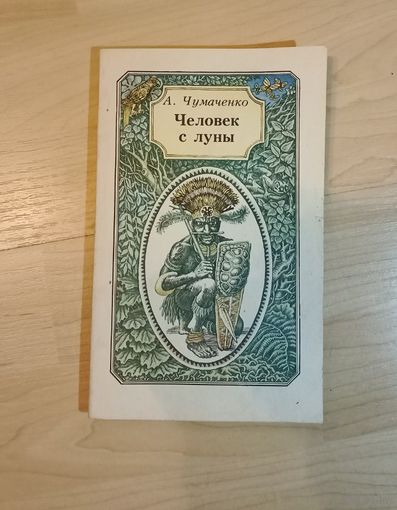 А. Чумаченко
Человек
с луны